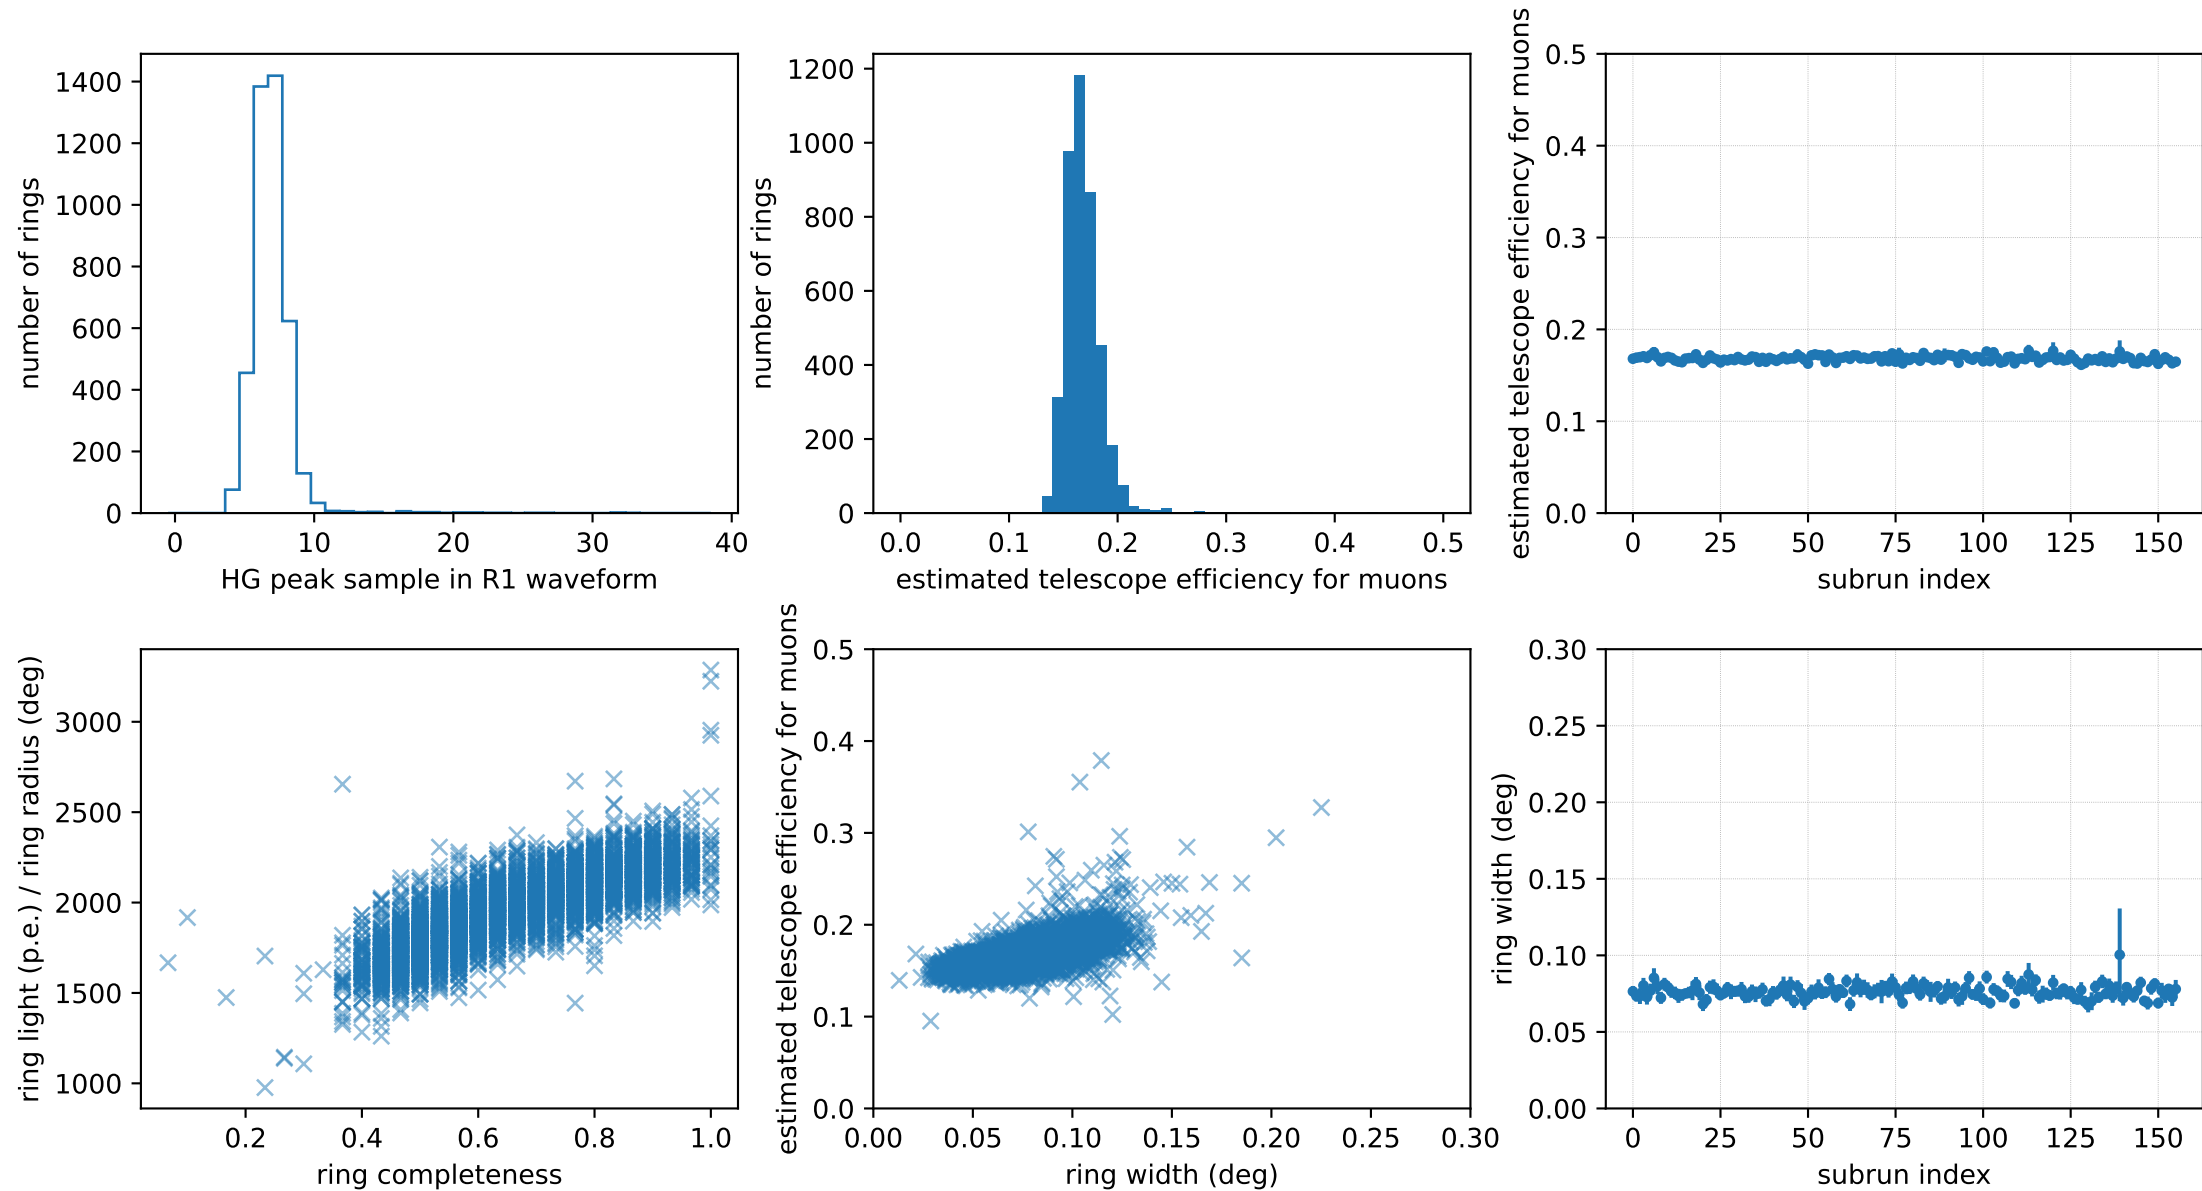 number of rings
1400
1200
1000
800
600
400
200
0
0 10 20 30 40
HG peak sample in R1 waveform
number of rings
1200
1000
800
600
400
200
0
0.0 0.1 0.2 0.3 0.4 0.5
estimated telescope efficiency for muons
estimated telescope efficiency for muons
0.5
0.4
0.3
0.2
0.1
0.0
0 25 50 75 100 125 150
subrun index
ring light (p.e.) / ring radius (deg)
3000
2500
2000
1500
1000
0.2 0.4 0.6 0.8 1.0
ring completeness
estimated telescope efficiency for muons
0.5
0.4
0.3
0.2
0.1
0.0
0.00 0.05 0.10 0.15 0.20 0.25 0.30
ring width (deg)
ring width (deg)
0.30
0.25
0.20
0.15
0.10
0.05
0.00
0 25 50 75 100 125 150
subrun index